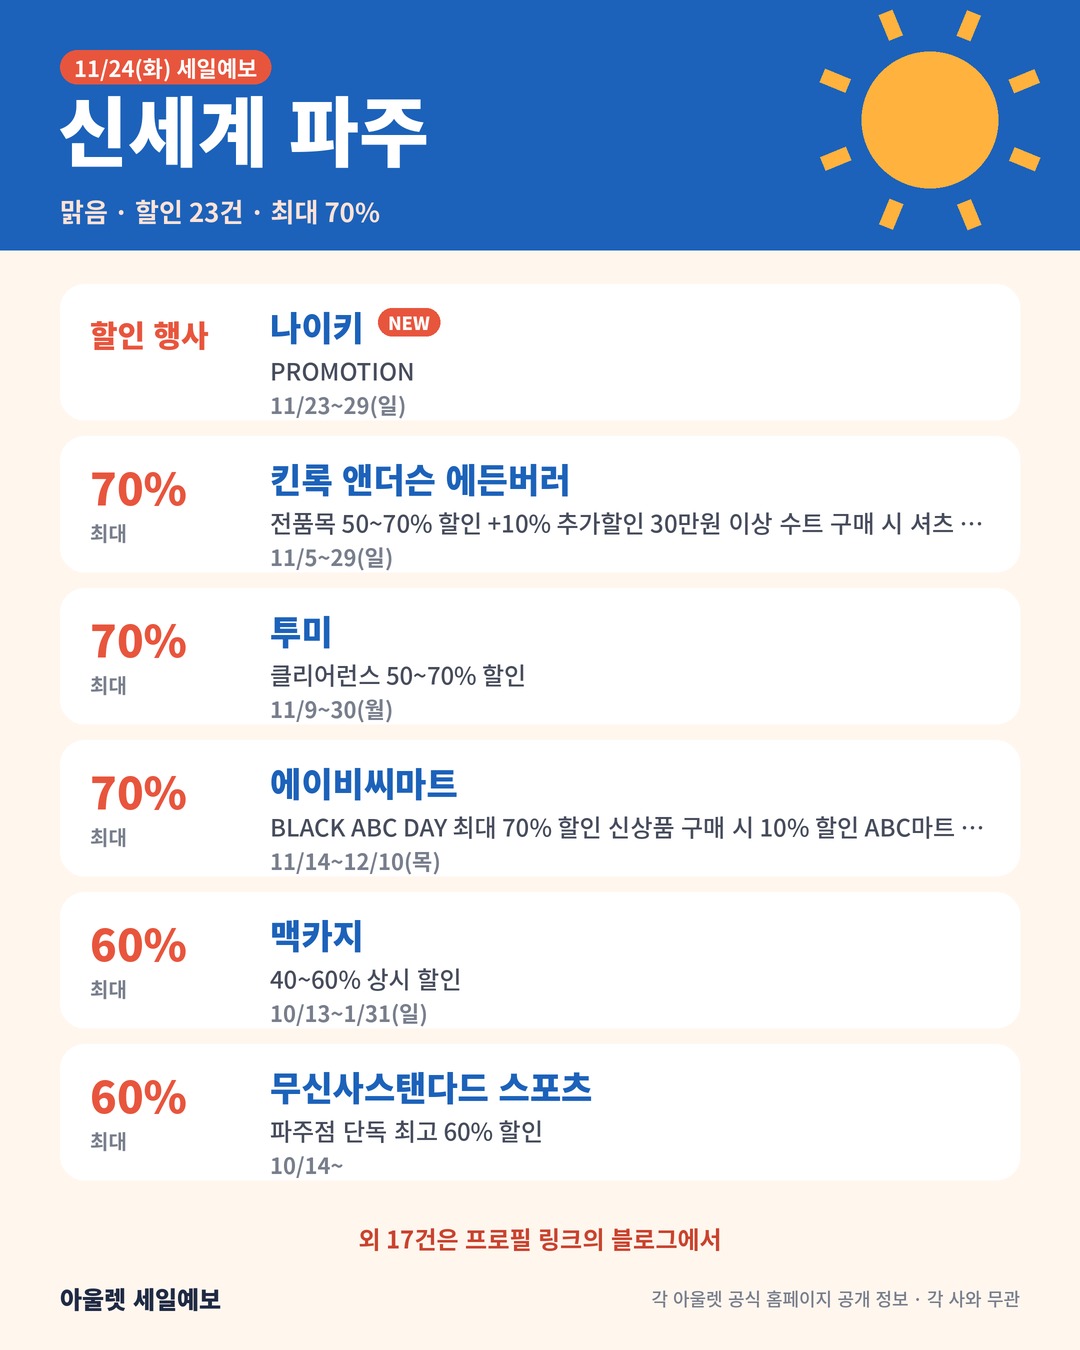 11/24(화) 세일예보
신세계 파주
맑음 · 할인 23건 · 최대 70%
할인 행사
나이키 NEW
PROMOTION
11/23~29(일)
70%
최대
킨록 앤더슨 에든버러
전품목 50~70% 할인 +10% 추가할인 30만원 이상 수트 구매 시 셔츠 …
11/5~29(일)
70%
최대
투미
클리어런스 50~70% 할인
11/9~30(월)
70%
최대
에이비씨마트
BLACK ABC DAY 최대 70% 할인 신상품 구매 시 10% 할인 ABC마트 …
11/14~12/10(목)
60%
최대
맥카지
40~60% 상시 할인
10/13~1/31(일)
60%
최대
무신사스탠다드 스포츠
파주점 단독 최고 60% 할인
10/14~
외 17건은 프로필 링크의 블로그에서
아울렛 세일예보
각 아울렛 공식 홈페이지 공개 정보 · 각 사와 무관